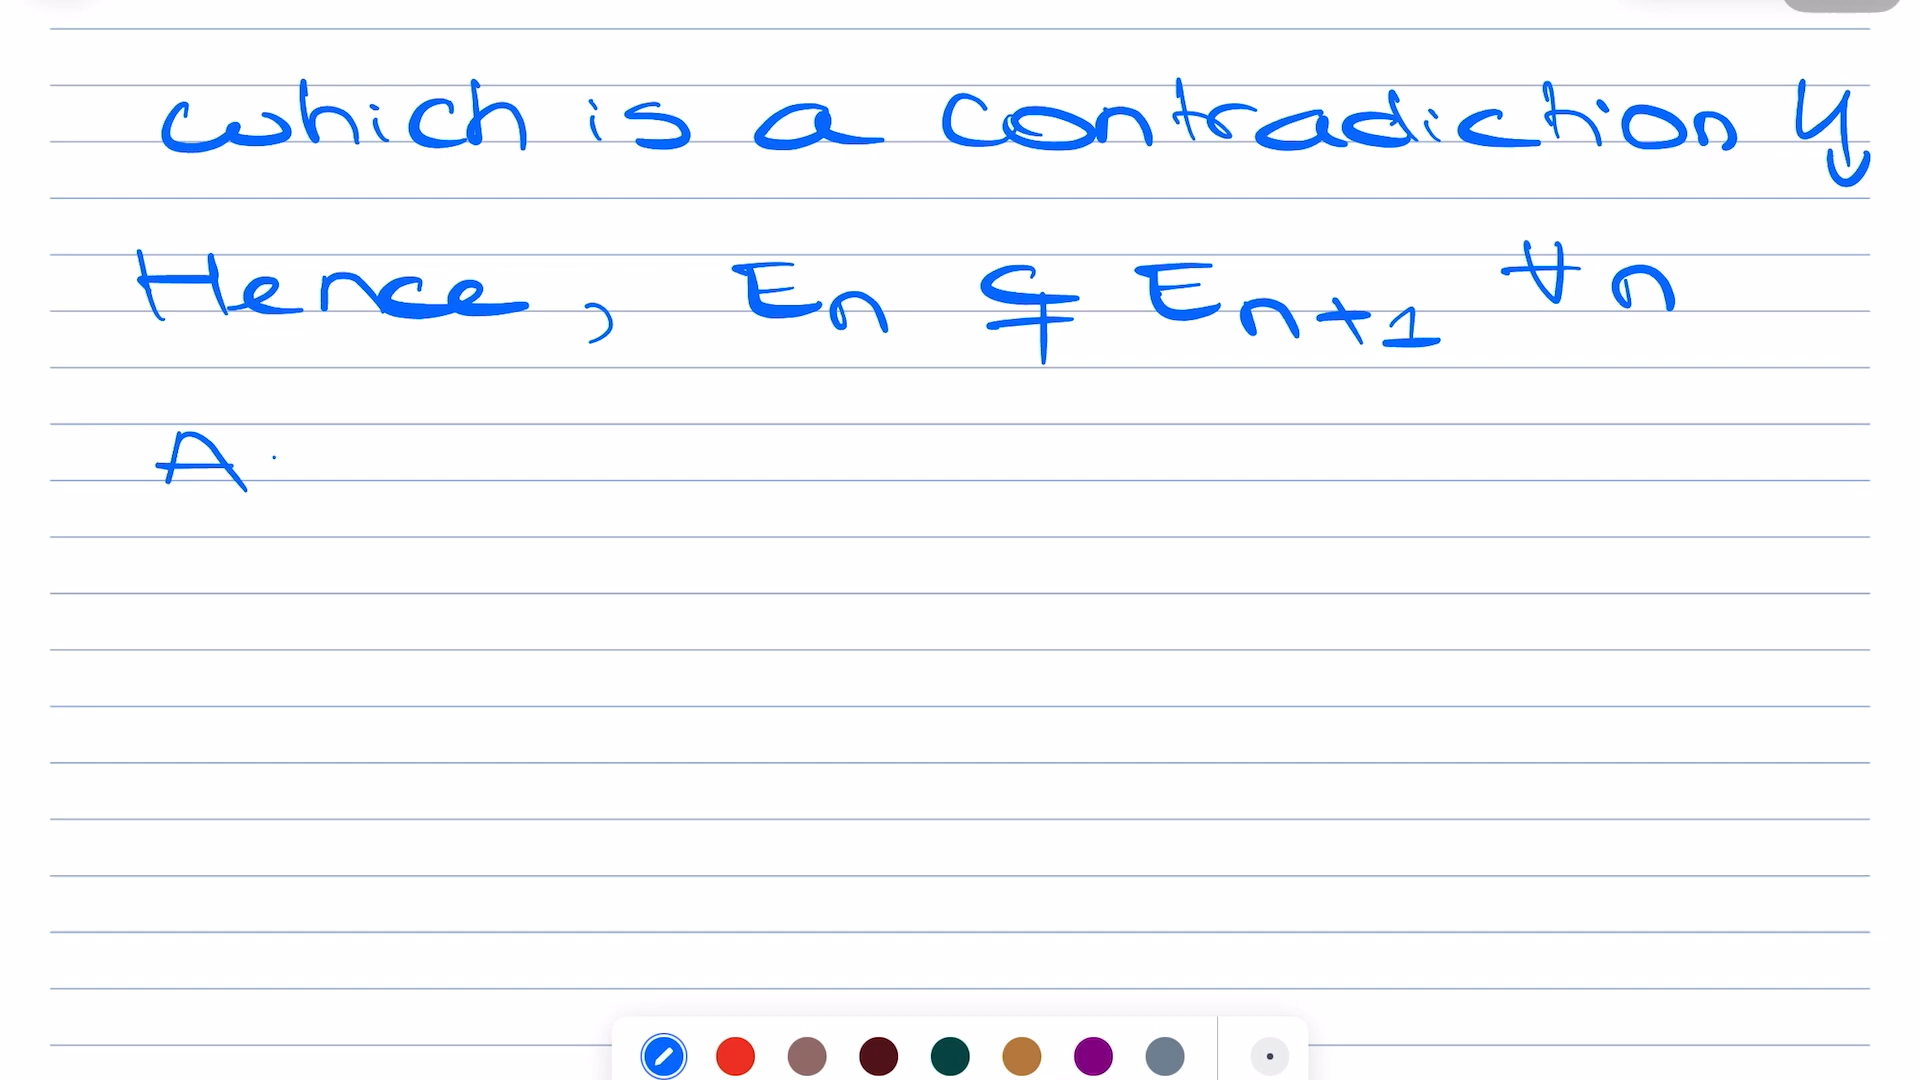 which is a contradiction ↯
Hence, Eₙ ⊊ Eₙ₊₁ ∀ n
A